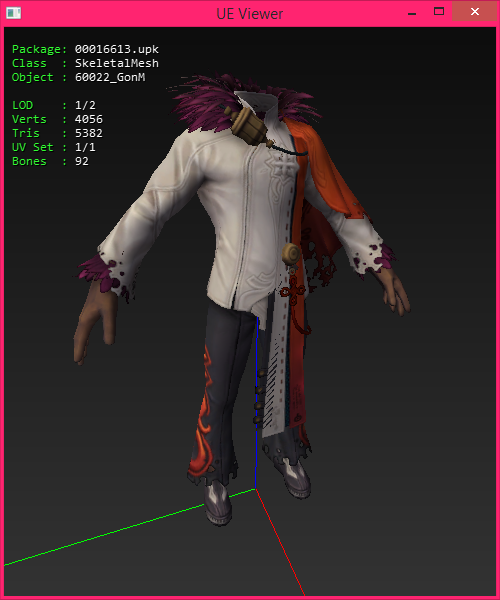 UE Viewer
Package: 00016613.upk
Class : SkeletalMesh
Object : 60022_GonM
LOD : 1/2
Verts : 4056
Tris : 5382
UV Set : 1/1
Bones : 92